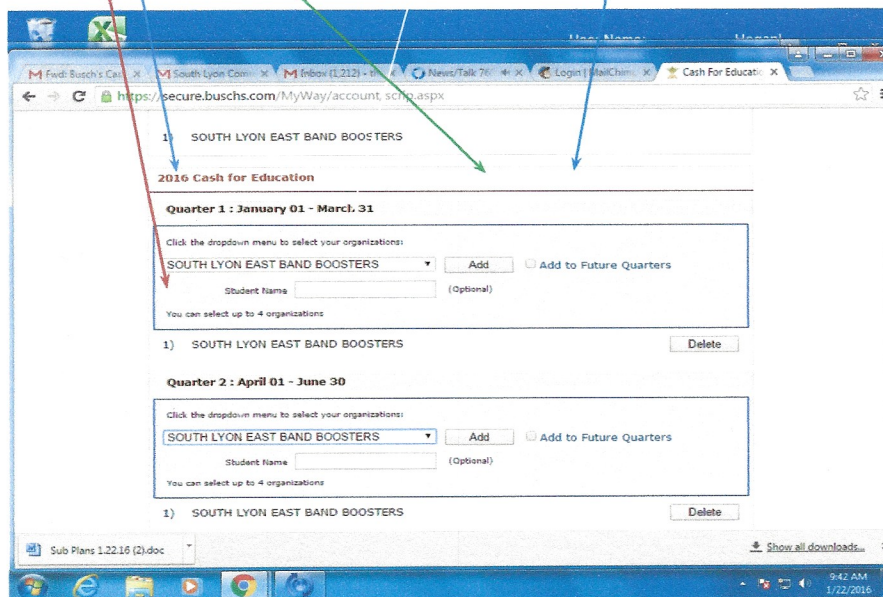 Fwd: Busch's Cas
South Lyon Com
Inbox (1,212) - th
News/Talk 76
Login | MailChim
Cash For Educatio
https://secure.buschs.com/MyWay/account_scrip.aspx
1) SOUTH LYON EAST BAND BOOSTERS
2016 Cash for Education
Quarter 1 : January 01 - March 31
Click the dropdown menu to select your organizations:
SOUTH LYON EAST BAND BOOSTERS Add Add to Future Quarters
Student Name (Optional)
You can select up to 4 organizations
1) SOUTH LYON EAST BAND BOOSTERS Delete
Quarter 2 : April 01 - June 30
Click the dropdown menu to select your organizations:
SOUTH LYON EAST BAND BOOSTERS Add Add to Future Quarters
Student Name (Optional)
You can select up to 4 organizations
1) SOUTH LYON EAST BAND BOOSTERS Delete
Sub Plans 1.22.16 (2).doc Show all downloads...
9:42 AM
1/22/2016